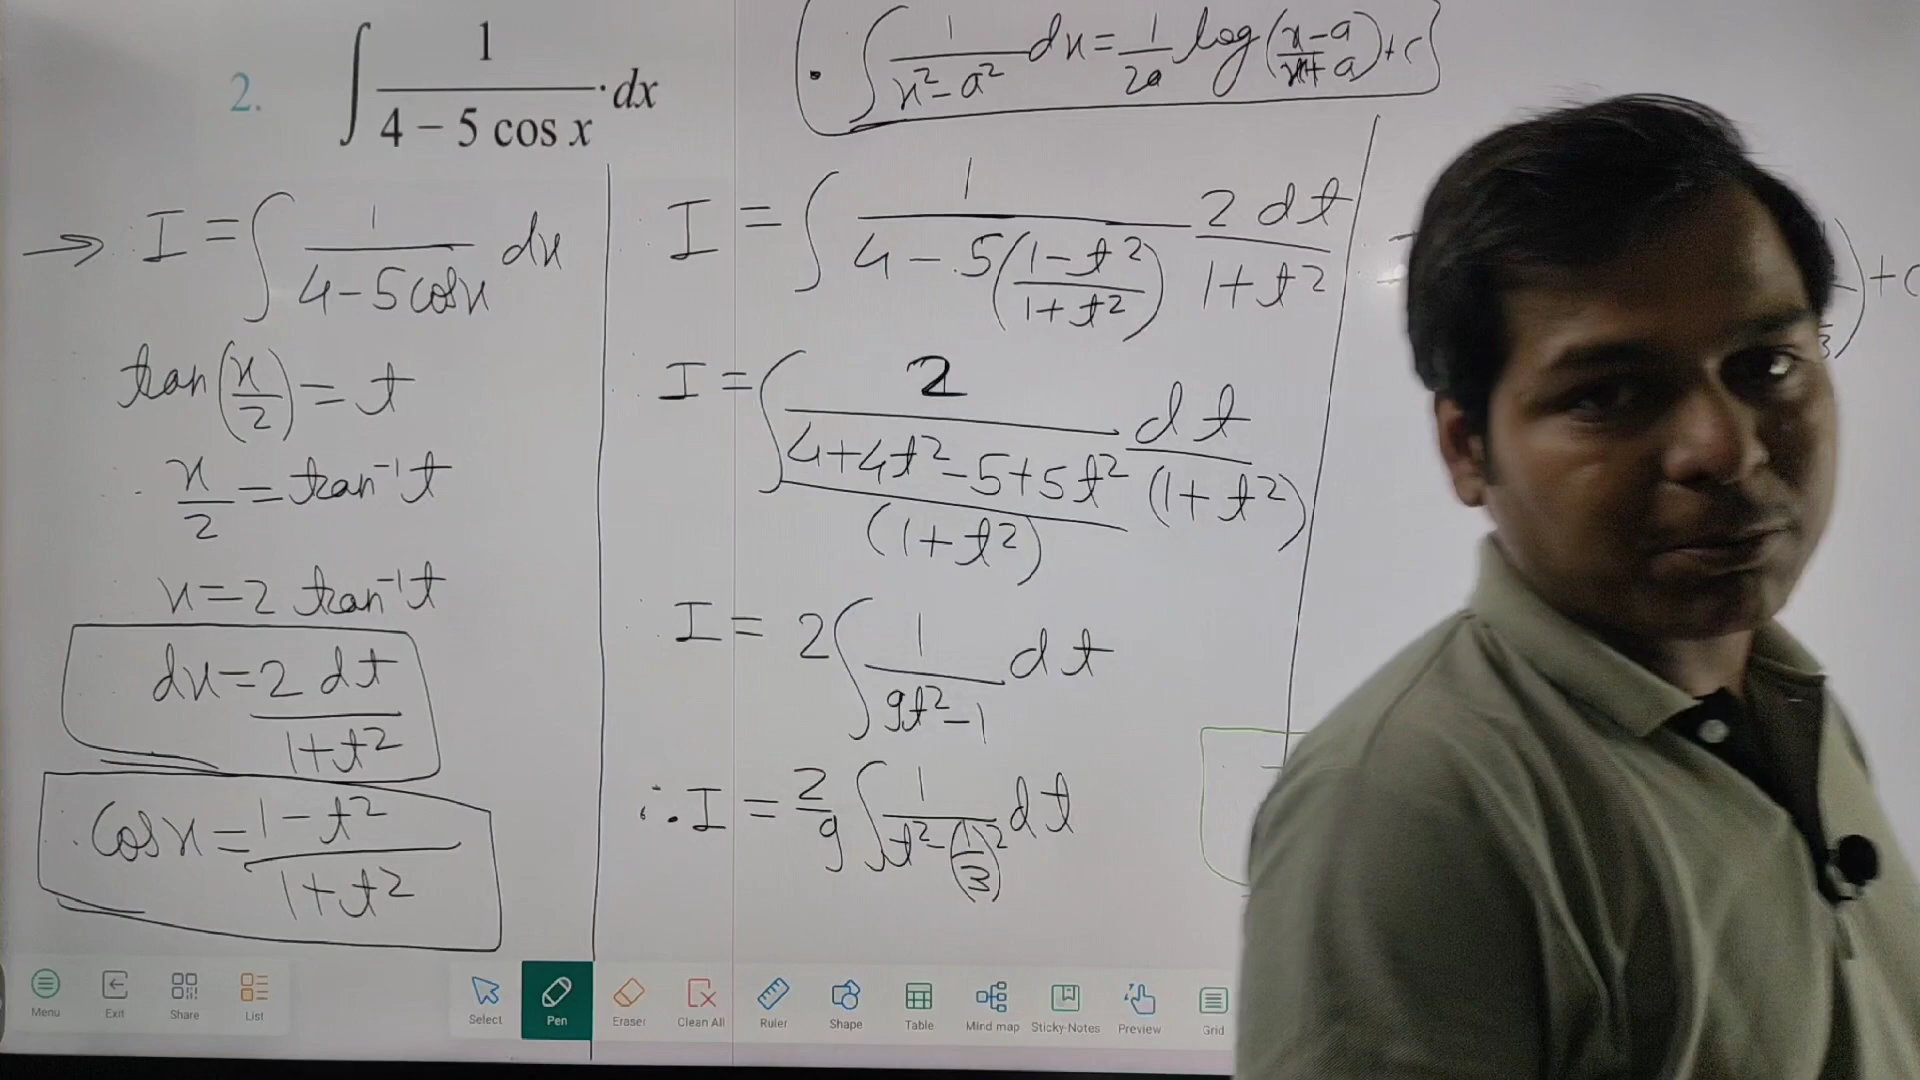 2. ∫ 1/(4 − 5 cos x) · dx
• ∫ 1/(x² − a²) dx = 1/2a log((x−a)/(x+a)) + c
→ I = ∫ 1/(4 − 5 cos x) dx
tan(x/2) = t
x/2 = tan⁻¹t
x = 2 tan⁻¹t
dx = 2 dt/(1+t²)
cos x = (1−t²)/(1+t²)
I = ∫ 1/(4 − 5((1−t²)/(1+t²))) 2 dt/(1+t²)
I = ∫ 2/((4+4t²−5+5t²)/(1+t²)) dt/(1+t²)
I = 2 ∫ 1/(9t²−1) dt
∴ I = 2/9 ∫ 1/(t²−(1/3)²) dt
) + c
3
Menu Exit Share List Select Pen Eraser Clean All Ruler Shape Table Mind map Sticky-Notes Preview Grid